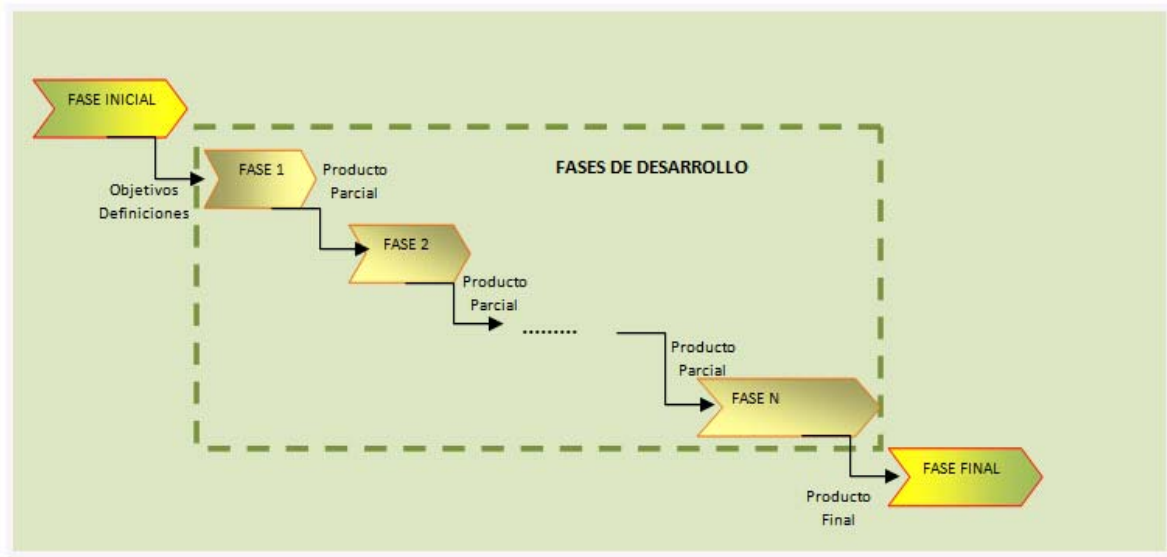 FASE INICIAL
Objetivos
Definiciones
FASES DE DESARROLLO
FASE 1
Producto
Parcial
FASE 2
Producto
Parcial
.........
Producto
Parcial
FASE N
Producto
Final
FASE FINAL